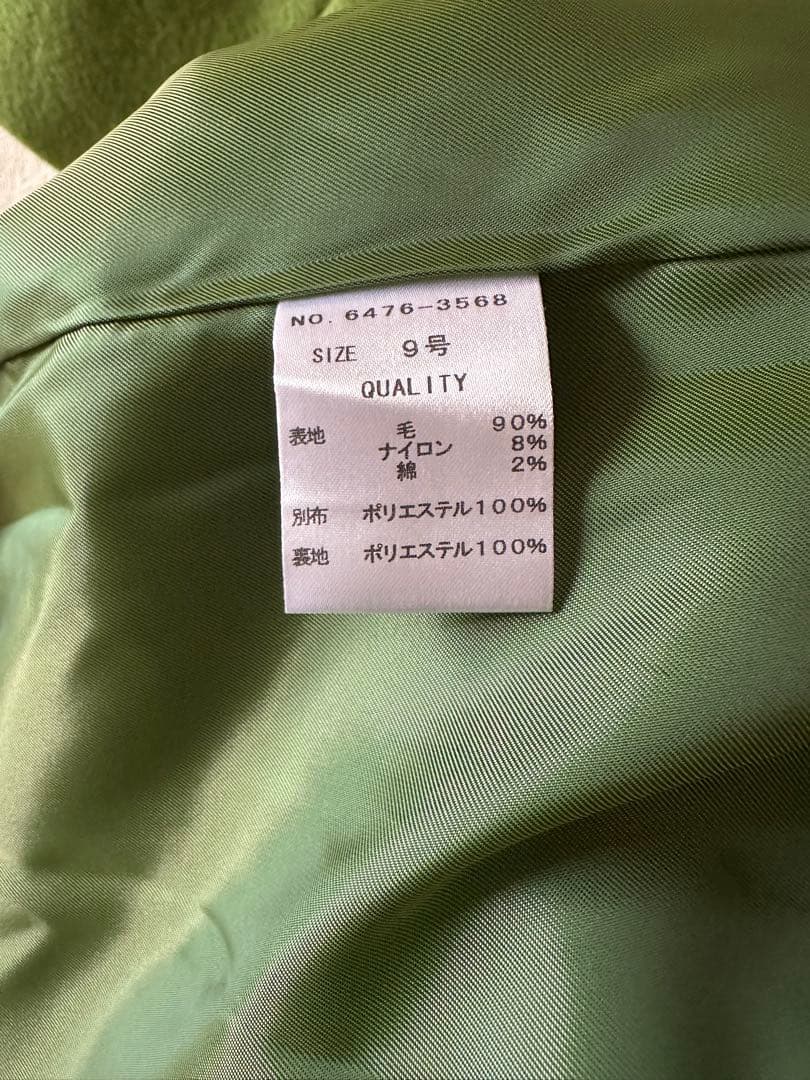 NO. 6476-3568
SIZE 9号
QUALITY
表地 毛 90%
ナイロン 8%
綿 2%
別布 ポリエステル100%
裏地 ポリエステル100%